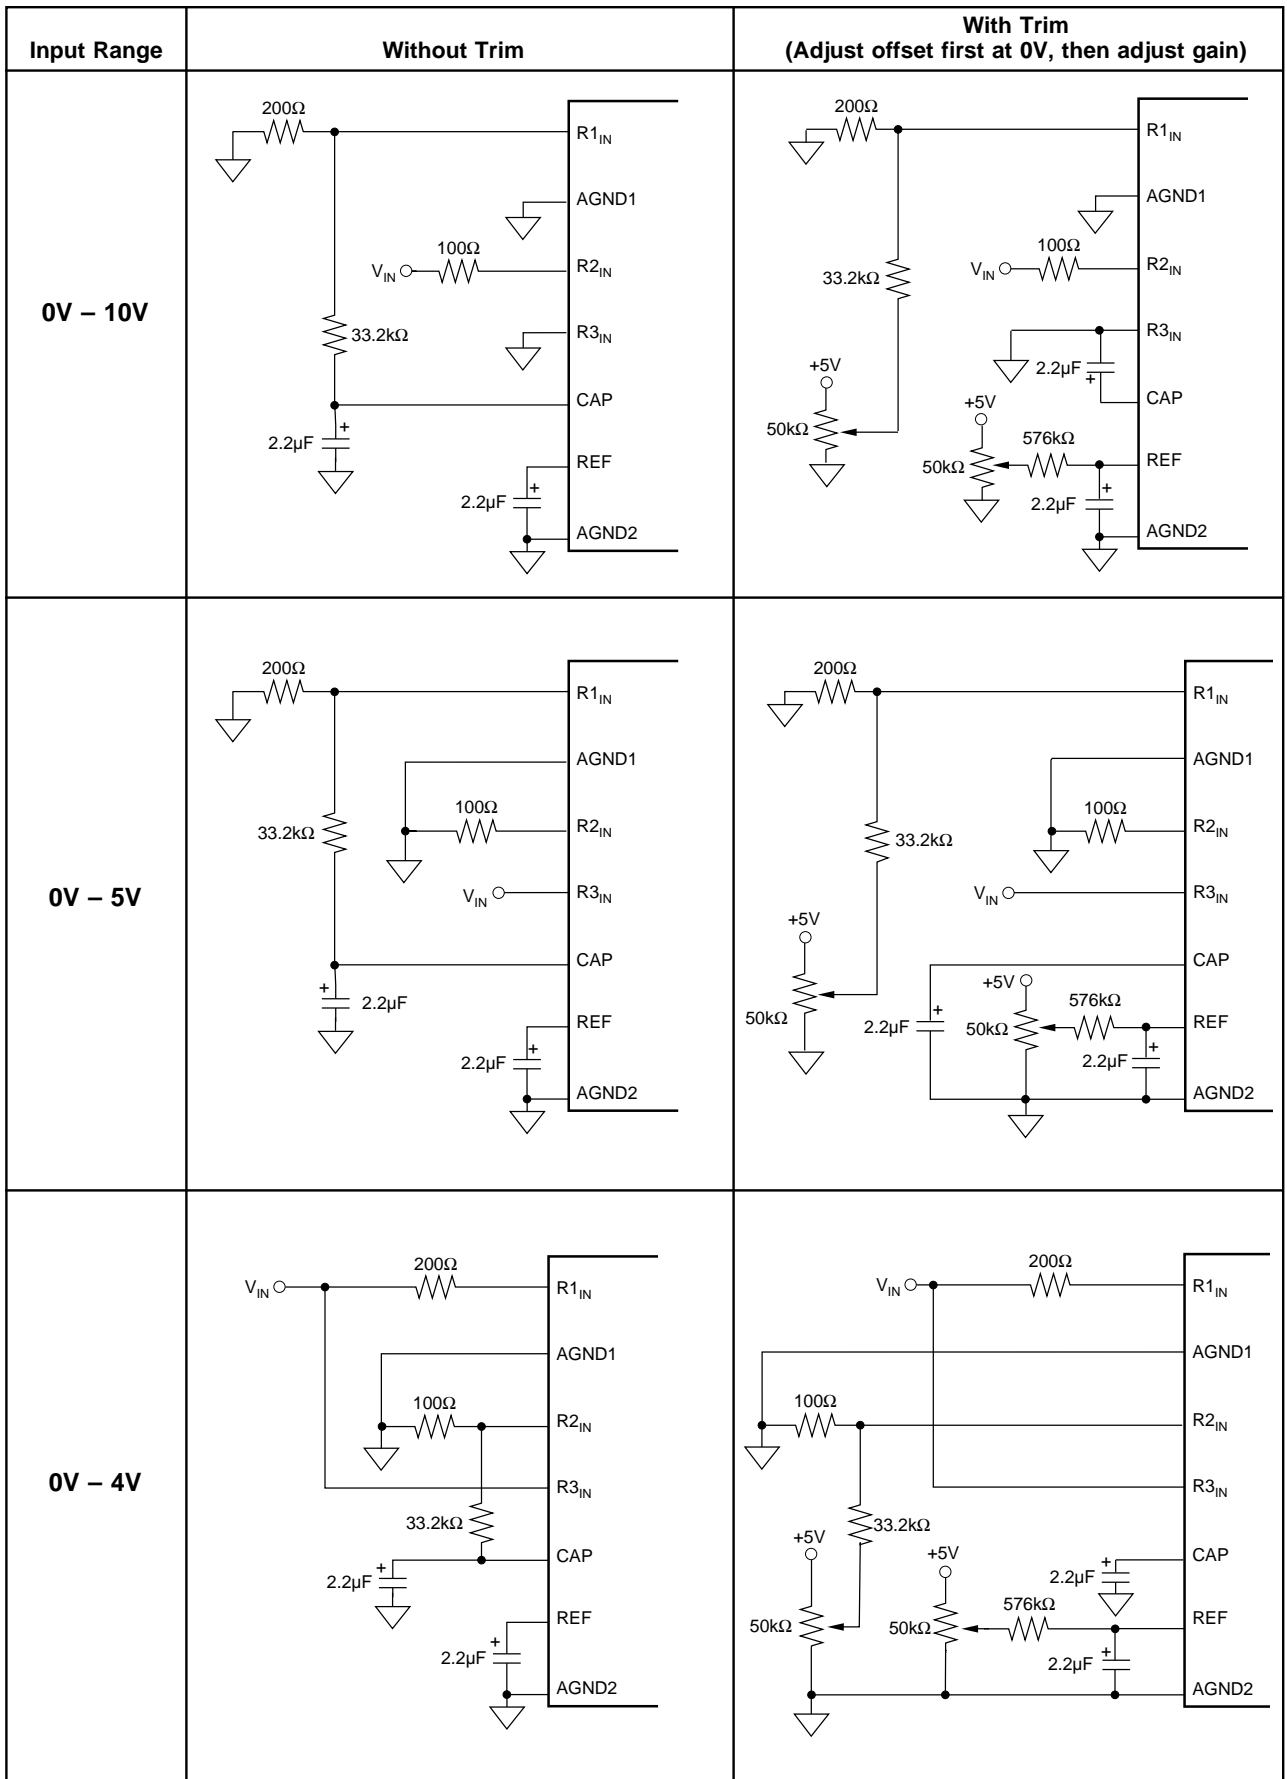 Input Range
Without Trim
With Trim
(Adjust offset first at 0V, then adjust gain)
0V – 10V
200Ω
R1IN
AGND1
100Ω
VIN
R2IN
33.2kΩ
R3IN
CAP
+
2.2µF
REF
+
2.2µF
AGND2
200Ω
R1IN
AGND1
100Ω
VIN
R2IN
33.2kΩ
R3IN
2.2µF
+
CAP
+5V
50kΩ
+5V
576kΩ
50kΩ
REF
+
2.2µF
AGND2
0V – 5V
200Ω
R1IN
AGND1
100Ω
R2IN
33.2kΩ
VIN
R3IN
CAP
+
2.2µF
REF
+
2.2µF
AGND2
200Ω
R1IN
AGND1
100Ω
R2IN
33.2kΩ
VIN
R3IN
+5V
CAP
50kΩ
+
2.2µF
+5V
50kΩ
576kΩ
REF
+
2.2µF
AGND2
0V – 4V
VIN
200Ω
R1IN
AGND1
100Ω
R2IN
R3IN
33.2kΩ
CAP
+
2.2µF
REF
+
2.2µF
AGND2
VIN
200Ω
R1IN
AGND1
100Ω
R2IN
R3IN
33.2kΩ
+5V
50kΩ
+5V
50kΩ
CAP
+
2.2µF
576kΩ
REF
+
2.2µF
AGND2